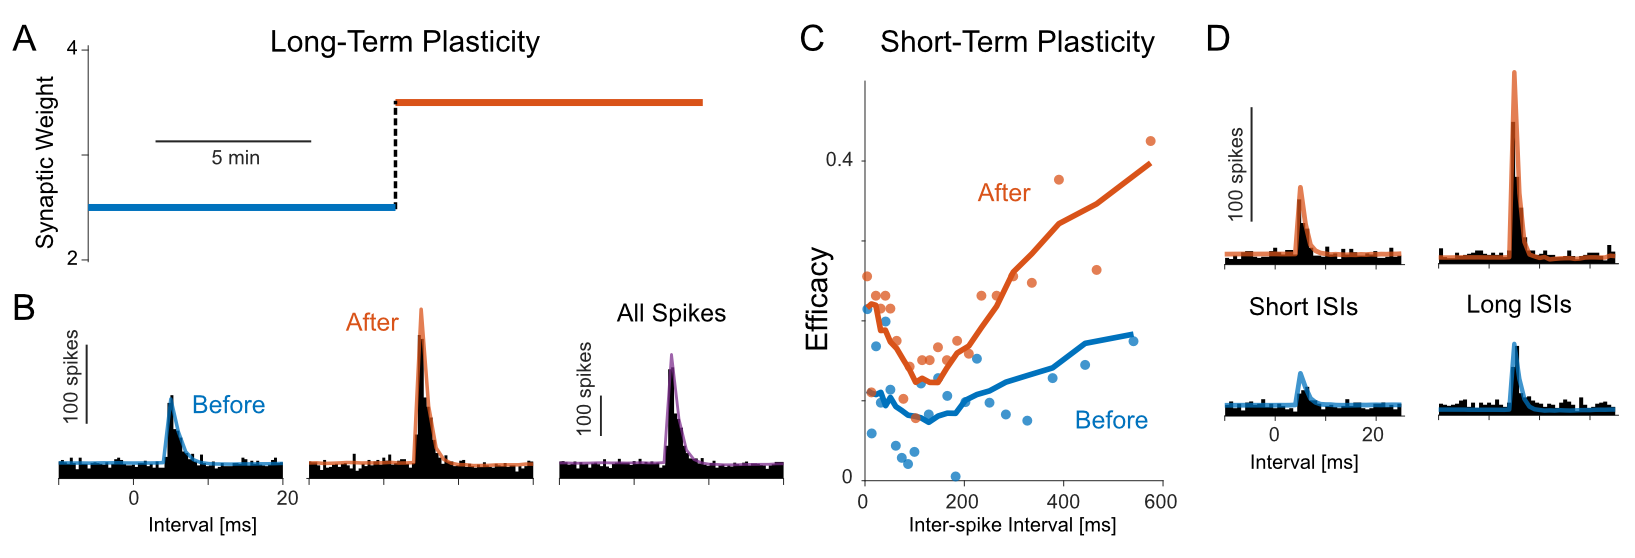 A
Long-Term Plasticity
4
2
Synaptic Weight
5 min
B
100 spikes
Before
After
All Spikes
100 spikes
0
20
Interval [ms]
C
Short-Term Plasticity
0.4
0
Efficacy
After
Before
0
200
400
600
Inter-spike Interval [ms]
D
100 spikes
Short ISIs
Long ISIs
0
20
Interval [ms]